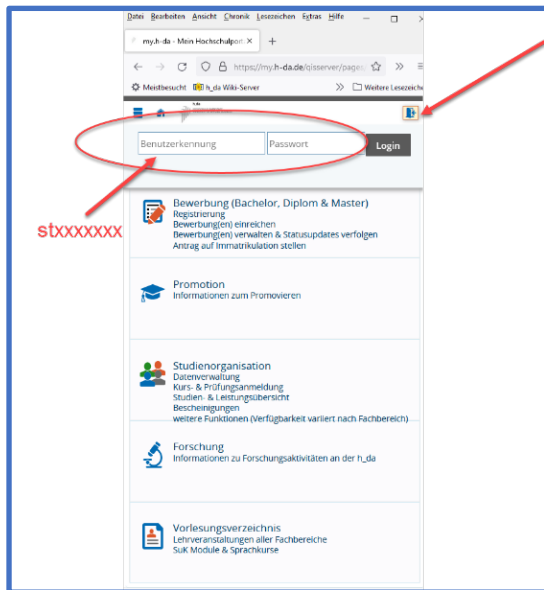 Datei Bearbeiten Ansicht Chronik Lesezeichen Extras Hilfe
my.h-da - Mein Hochschulport
https://my.h-da.de/qisserver/pages
Meistbesucht h_da Wiki-Server Weitere Lesezeiche
Benutzerkennung Passwort Login
stxxxxxxx
Bewerbung (Bachelor, Diplom & Master)
Registrierung
Bewerbung(en) einreichen
Bewerbung(en) verwalten & Statusupdates verfolgen
Antrag auf Immatrikulation stellen
Promotion
Informationen zum Promovieren
Studienorganisation
Datenverwaltung
Kurs- & Prüfungsanmeldung
Studien- & Leistungsübersicht
Bescheinigungen
weitere Funktionen (Verfügbarkeit variiert nach Fachbereich)
Forschung
Informationen zu Forschungsaktivitäten an der h_da
Vorlesungsverzeichnis
Lehrveranstaltungen aller Fachbereiche
SuK Module & Sprachkurse